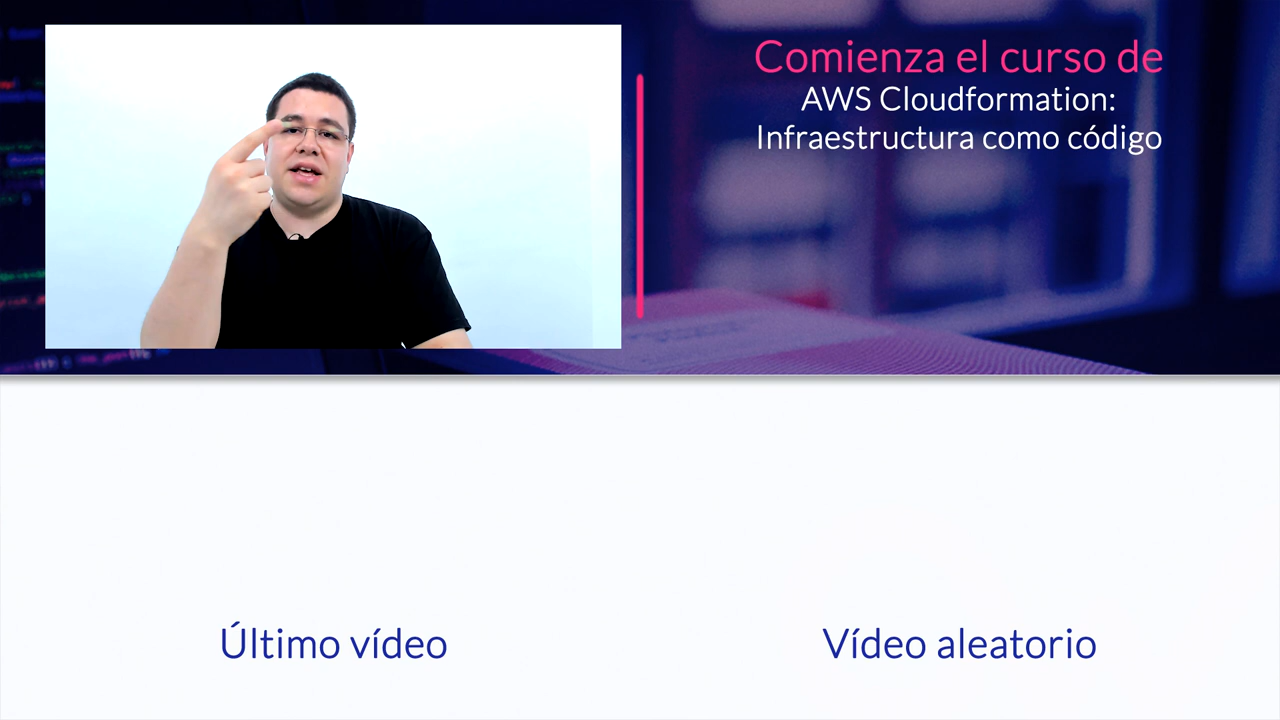 Comienza el curso de
AWS Cloudformation:
Infraestructura como código
Último vídeo
Vídeo aleatorio